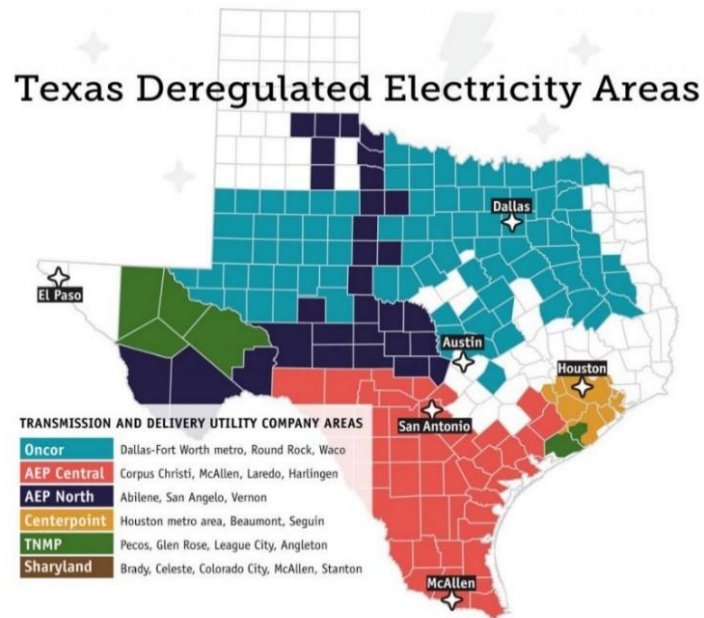 Texas Deregulated Electricity Areas
Dallas
El Paso
Austin
Houston
San Antonio
McAllen
TRANSMISSION AND DELIVERY UTILITY COMPANY AREAS
Oncor Dallas-Fort Worth metro, Round Rock, Waco
AEP Central Corpus Christi, McAllen, Laredo, Harlingen
AEP North Abilene, San Angelo, Vernon
Centerpoint Houston metro area, Beaumont, Seguin
TNMP Pecos, Glen Rose, League City, Angleton
Sharyland Brady, Celeste, Colorado City, McAllen, Stanton